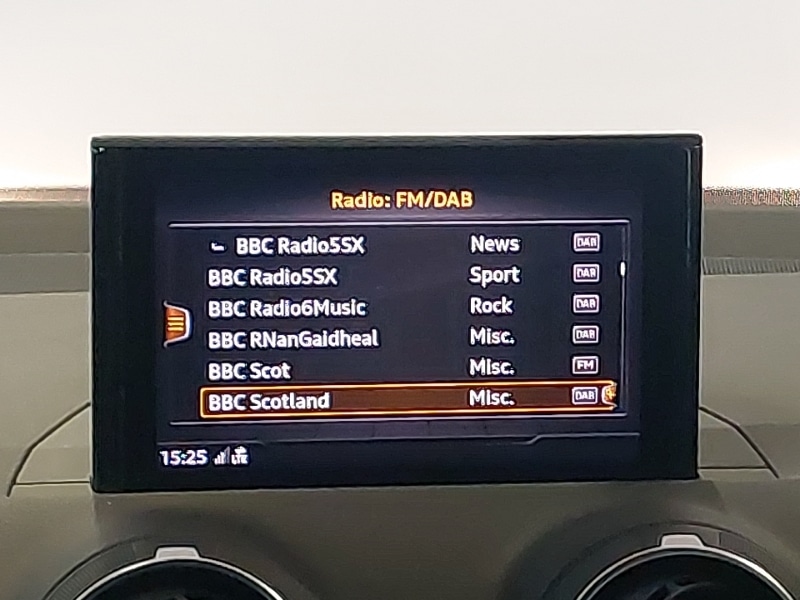 Radio: FM/DAB
BBC Radio5SX News DAB
BBC Radio5SX Sport DAB
BBC Radio6Music Rock DAB
BBC RNanGaidheal Misc. DAB
BBC Scot Misc. FM
BBC Scotland Misc. DAB
15:25